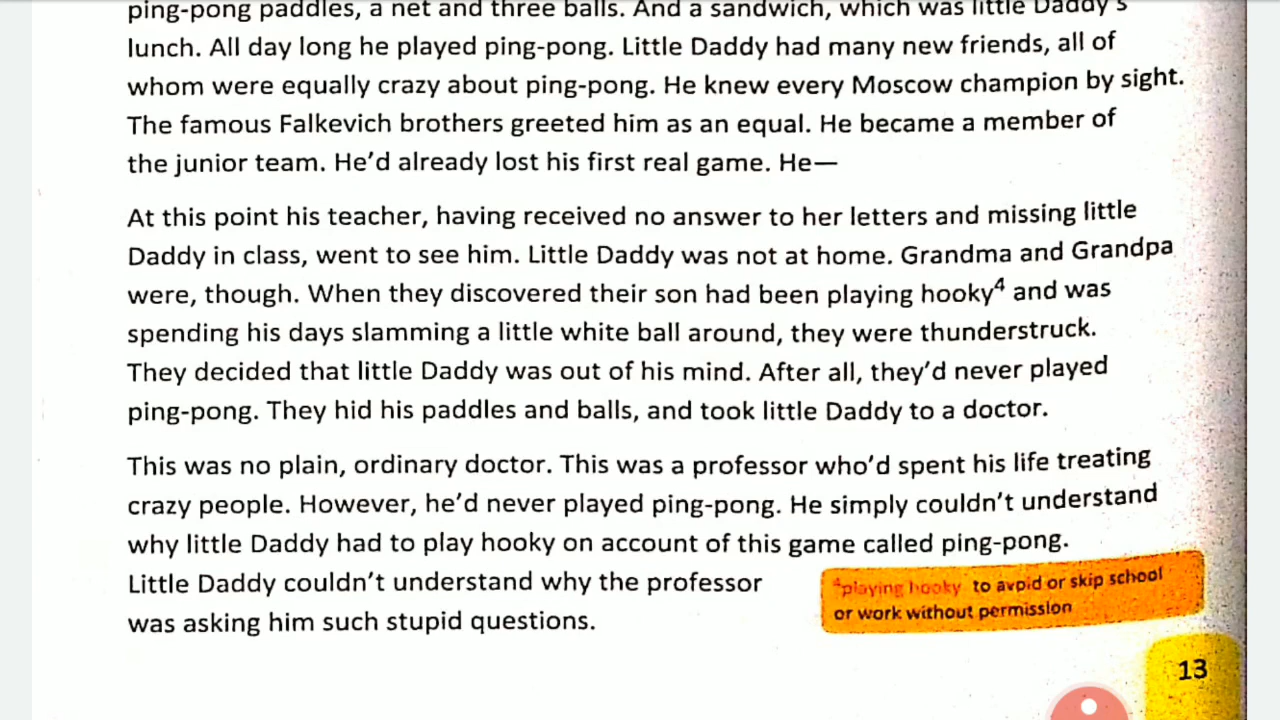 ping-pong paddles, a net and three balls. And a sandwich, which was little Daddy's
lunch. All day long he played ping-pong. Little Daddy had many new friends, all of
whom were equally crazy about ping-pong. He knew every Moscow champion by sight.
The famous Falkevich brothers greeted him as an equal. He became a member of
the junior team. He'd already lost his first real game. He—
At this point his teacher, having received no answer to her letters and missing little
Daddy in class, went to see him. Little Daddy was not at home. Grandma and Grandpa
were, though. When they discovered their son had been playing hooky⁴ and was
spending his days slamming a little white ball around, they were thunderstruck.
They decided that little Daddy was out of his mind. After all, they'd never played
ping-pong. They hid his paddles and balls, and took little Daddy to a doctor.
This was no plain, ordinary doctor. This was a professor who'd spent his life treating
crazy people. However, he'd never played ping-pong. He simply couldn't understand
why little Daddy had to play hooky on account of this game called ping-pong.
Little Daddy couldn't understand why the professor
was asking him such stupid questions.
⁴playing hooky to avoid or skip school
or work without permission
13